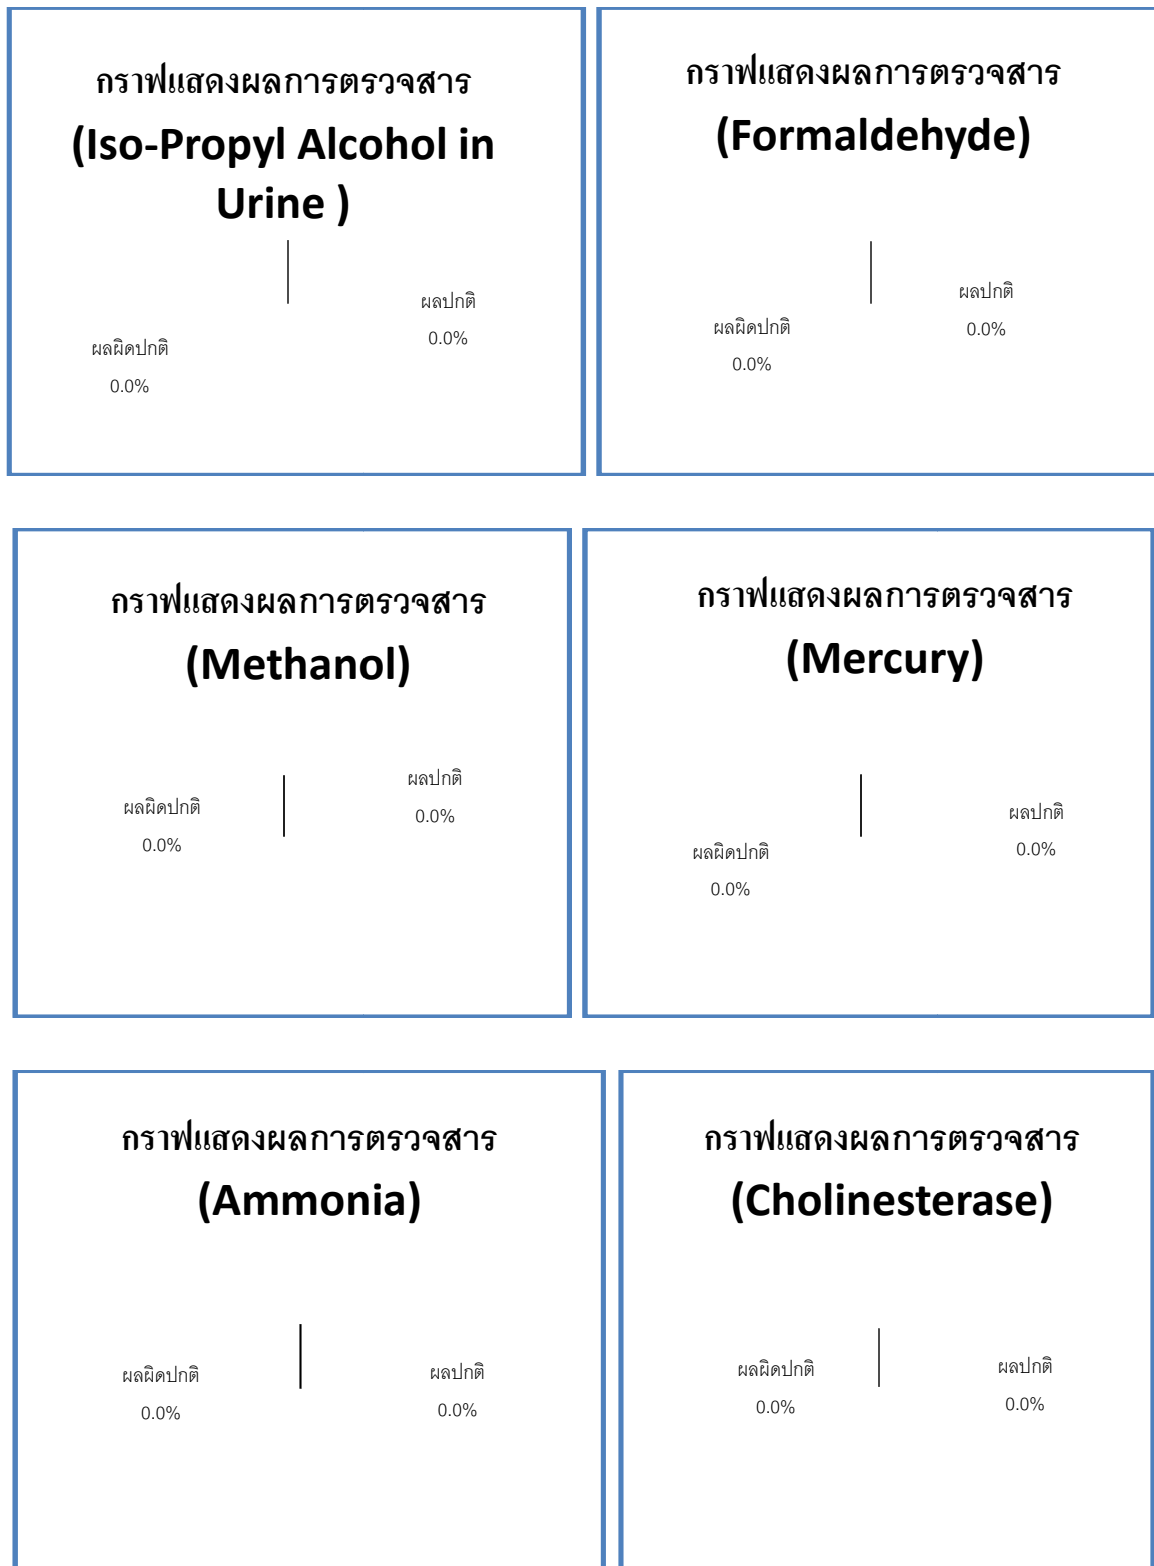 กราฟแสดงผลการตรวจสาร
(Iso-Propyl Alcohol in
Urine )
ผลปกติ
0.0%
ผลผิดปกติ
0.0%
กราฟแสดงผลการตรวจสาร
(Formaldehyde)
ผลปกติ
0.0%
ผลผิดปกติ
0.0%
กราฟแสดงผลการตรวจสาร
(Methanol)
ผลปกติ
0.0%
ผลผิดปกติ
0.0%
กราฟแสดงผลการตรวจสาร
(Mercury)
ผลปกติ
0.0%
ผลผิดปกติ
0.0%
กราฟแสดงผลการตรวจสาร
(Ammonia)
ผลผิดปกติ
0.0%
ผลปกติ
0.0%
กราฟแสดงผลการตรวจสาร
(Cholinesterase)
ผลผิดปกติ
0.0%
ผลปกติ
0.0%